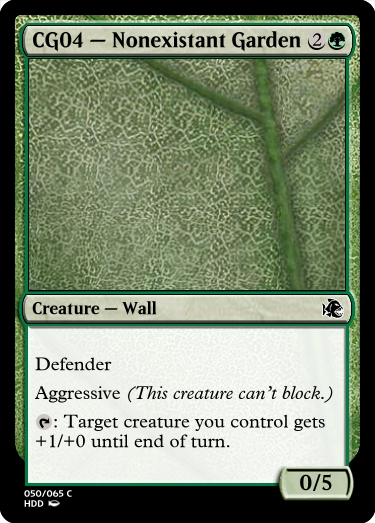 CG04 — Nonexistant Garden 2
Creature — Wall
Defender
Aggressive (This creature can't block.)
: Target creature you control gets
+1/+0 until end of turn.
0/5
050/065 C
HDD